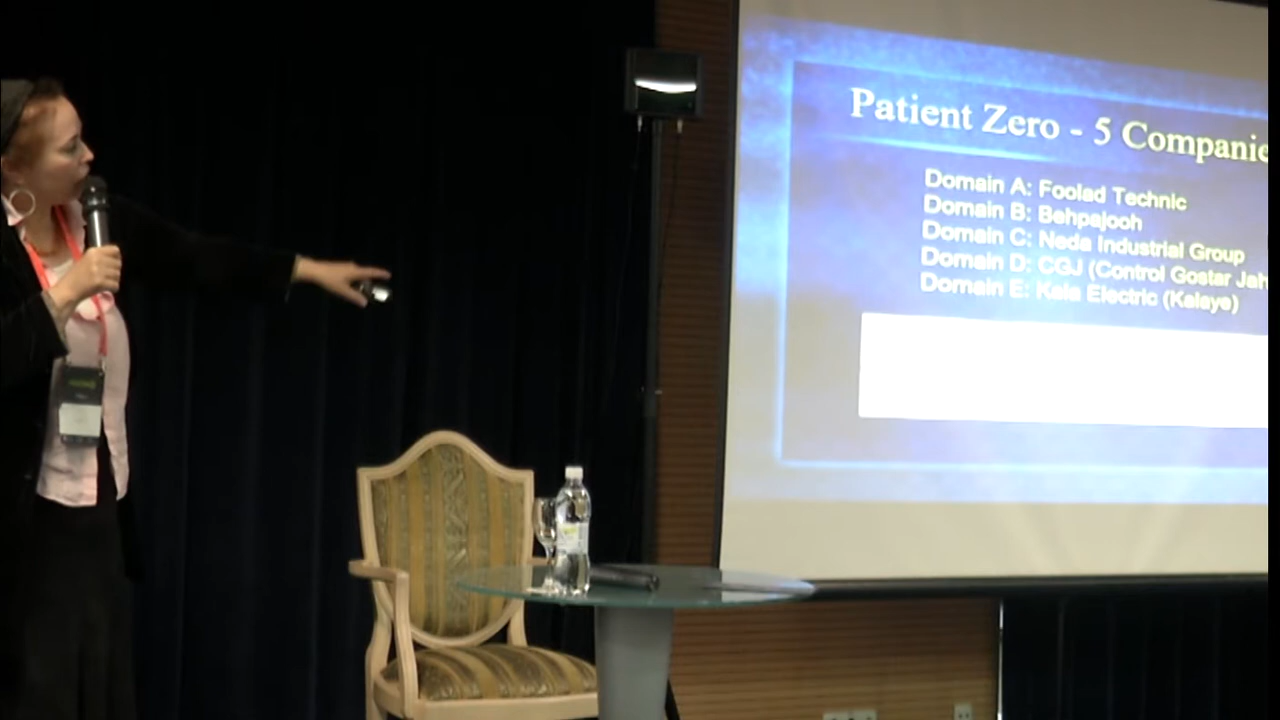 Patient Zero - 5 Companie
Domain A: Foolad Technic
Domain B: Behpajooh
Domain C: Neda Industrial Group
Domain D: CGJ (Control Gostar Jah
Domain E: Kala Electric (Kalaye)